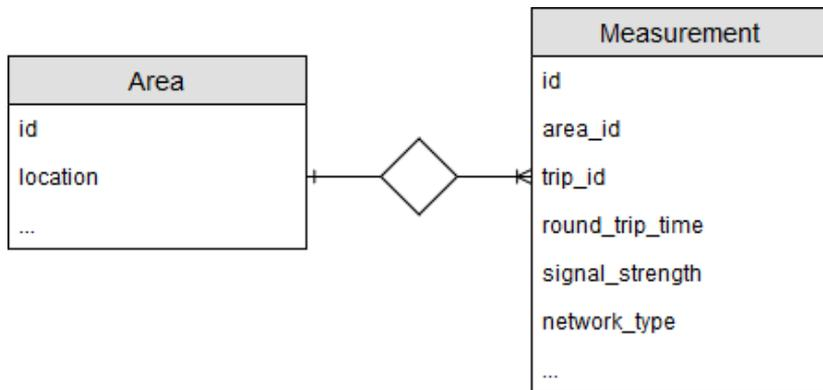 Area
id
location
...
Measurement
id
area_id
trip_id
round_trip_time
signal_strength
network_type
...